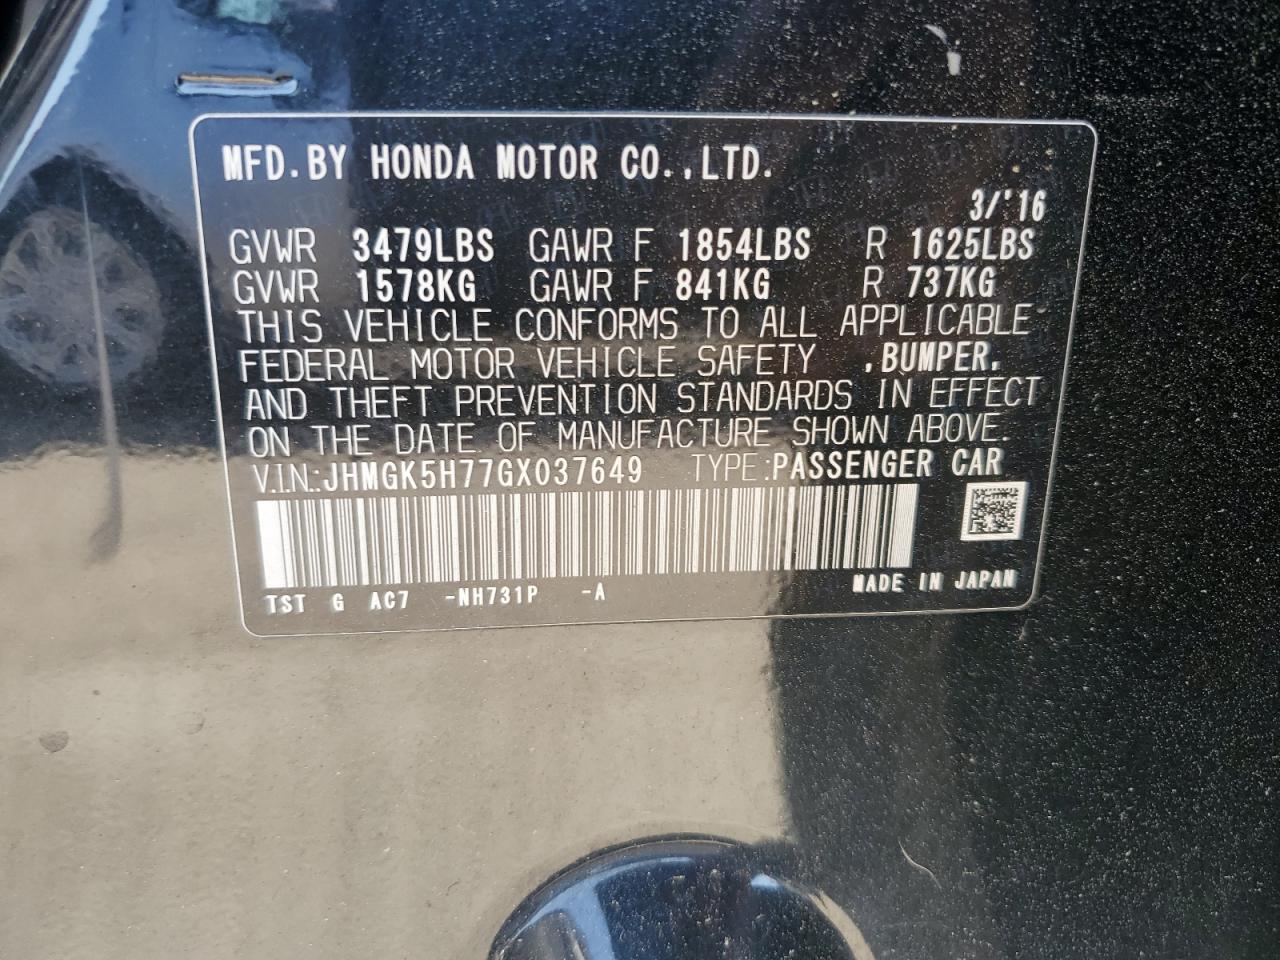 MFD.BY HONDA MOTOR CO.,LTD.
3/'16
GVWR 3479LBS GAWR F 1854LBS R 1625LBS
GVWR 1578KG GAWR F 841KG R 737KG
THIS VEHICLE CONFORMS TO ALL APPLICABLE
FEDERAL MOTOR VEHICLE SAFETY ,BUMPER,
AND THEFT PREVENTION STANDARDS IN EFFECT
ON THE DATE OF MANUFACTURE SHOWN ABOVE.
V.I.N.:JHMGK5H77GX037649 TYPE:PASSENGER CAR
TST G AC7 -NH731P -A MADE IN JAPAN